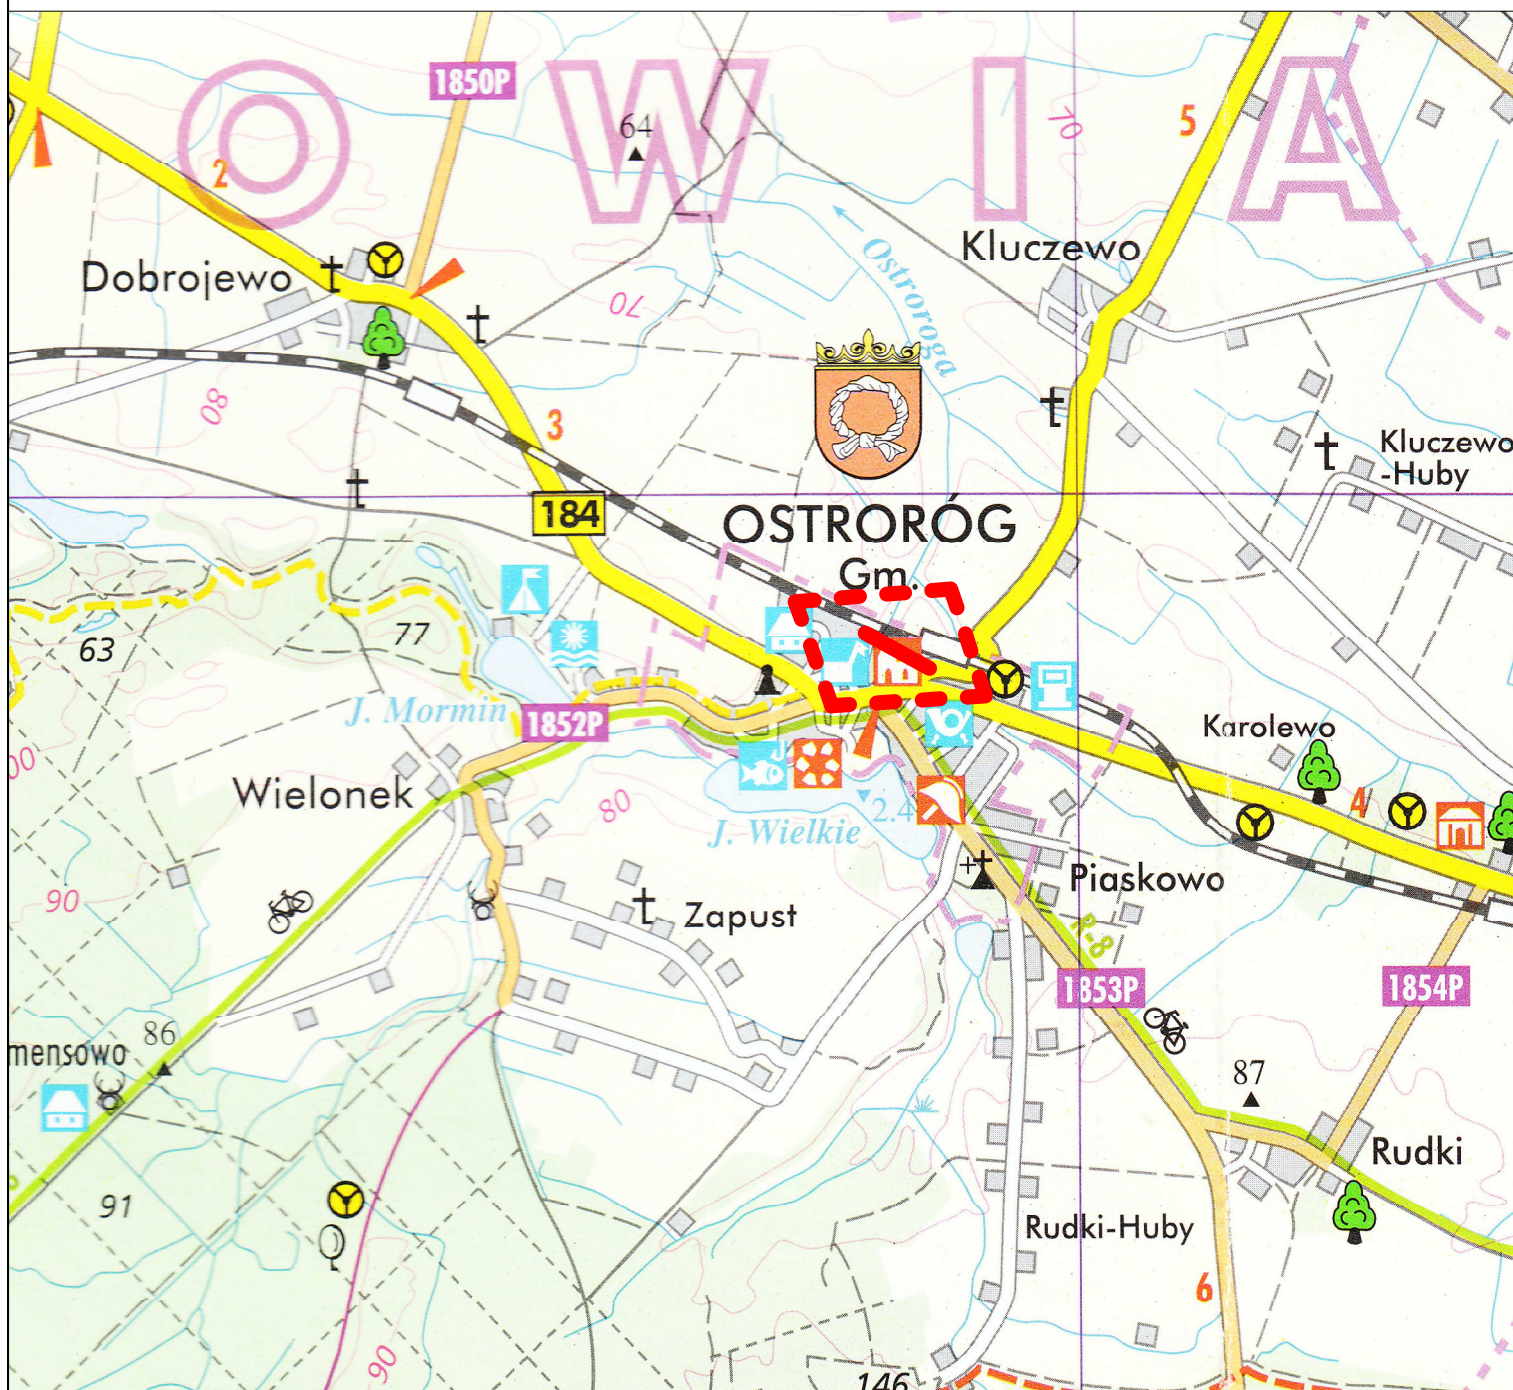 O W I A
1850P
64
70
5
2
Ostroroga
Kluczewo
Dobrojewo
70
80
3
Kluczewo
-Huby
184
OSTRORÓG
Gm.
63
77
J. Mormin
1852P
Karolewo
Wielonek
80
2.4
4
J. Wielkie
90
Piaskowo
Zapust
R-8
1853P
1854P
86
mensowo
87
Rudki
91
Rudki-Huby
6
90
146